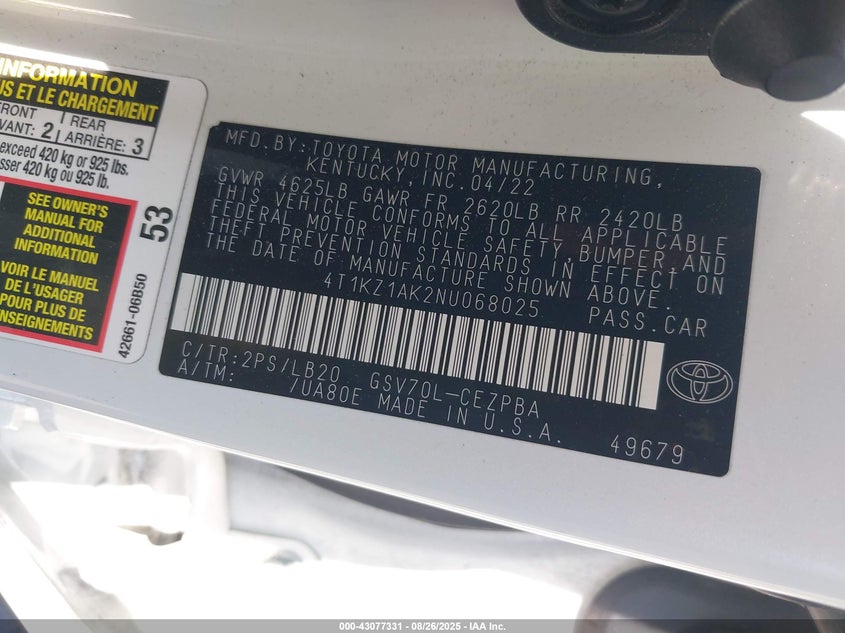 INFORMATION
US ET LE CHARGEMENT
FRONT
VANT: 2
REAR
ARRIÈRE: 3
exceed 420 kg or 925 lbs.
sser 420 kg ou 925 lb.
SEE OWNER'S
MANUAL FOR
ADDITIONAL
INFORMATION
VOIR LE MANUEL
DE L'USAGER
POUR PLUS DE
NSEIGNEMENTS
53
42661-06B50
MFD. BY: TOYOTA MOTOR MANUFACTURING,
KENTUCKY, INC. 04/22
GVWR 4625LB GAWR FR 2620LB RR 2420LB
THIS VEHICLE CONFORMS TO ALL APPLICABLE
FEDERAL MOTOR VEHICLE SAFETY, BUMPER, AND
THEFT PREVENTION STANDARDS IN EFFECT ON
THE DATE OF MANUFACTURE SHOWN ABOVE.
4T1KZ1AK2NU068025 PASS.CAR
C/TR: 2PS/LB20 GSV70L-CEZPBA
A/TM: /UA80E MADE IN U.S.A.
49679
000-43077331 - 08/26/2025 - IAA Inc.